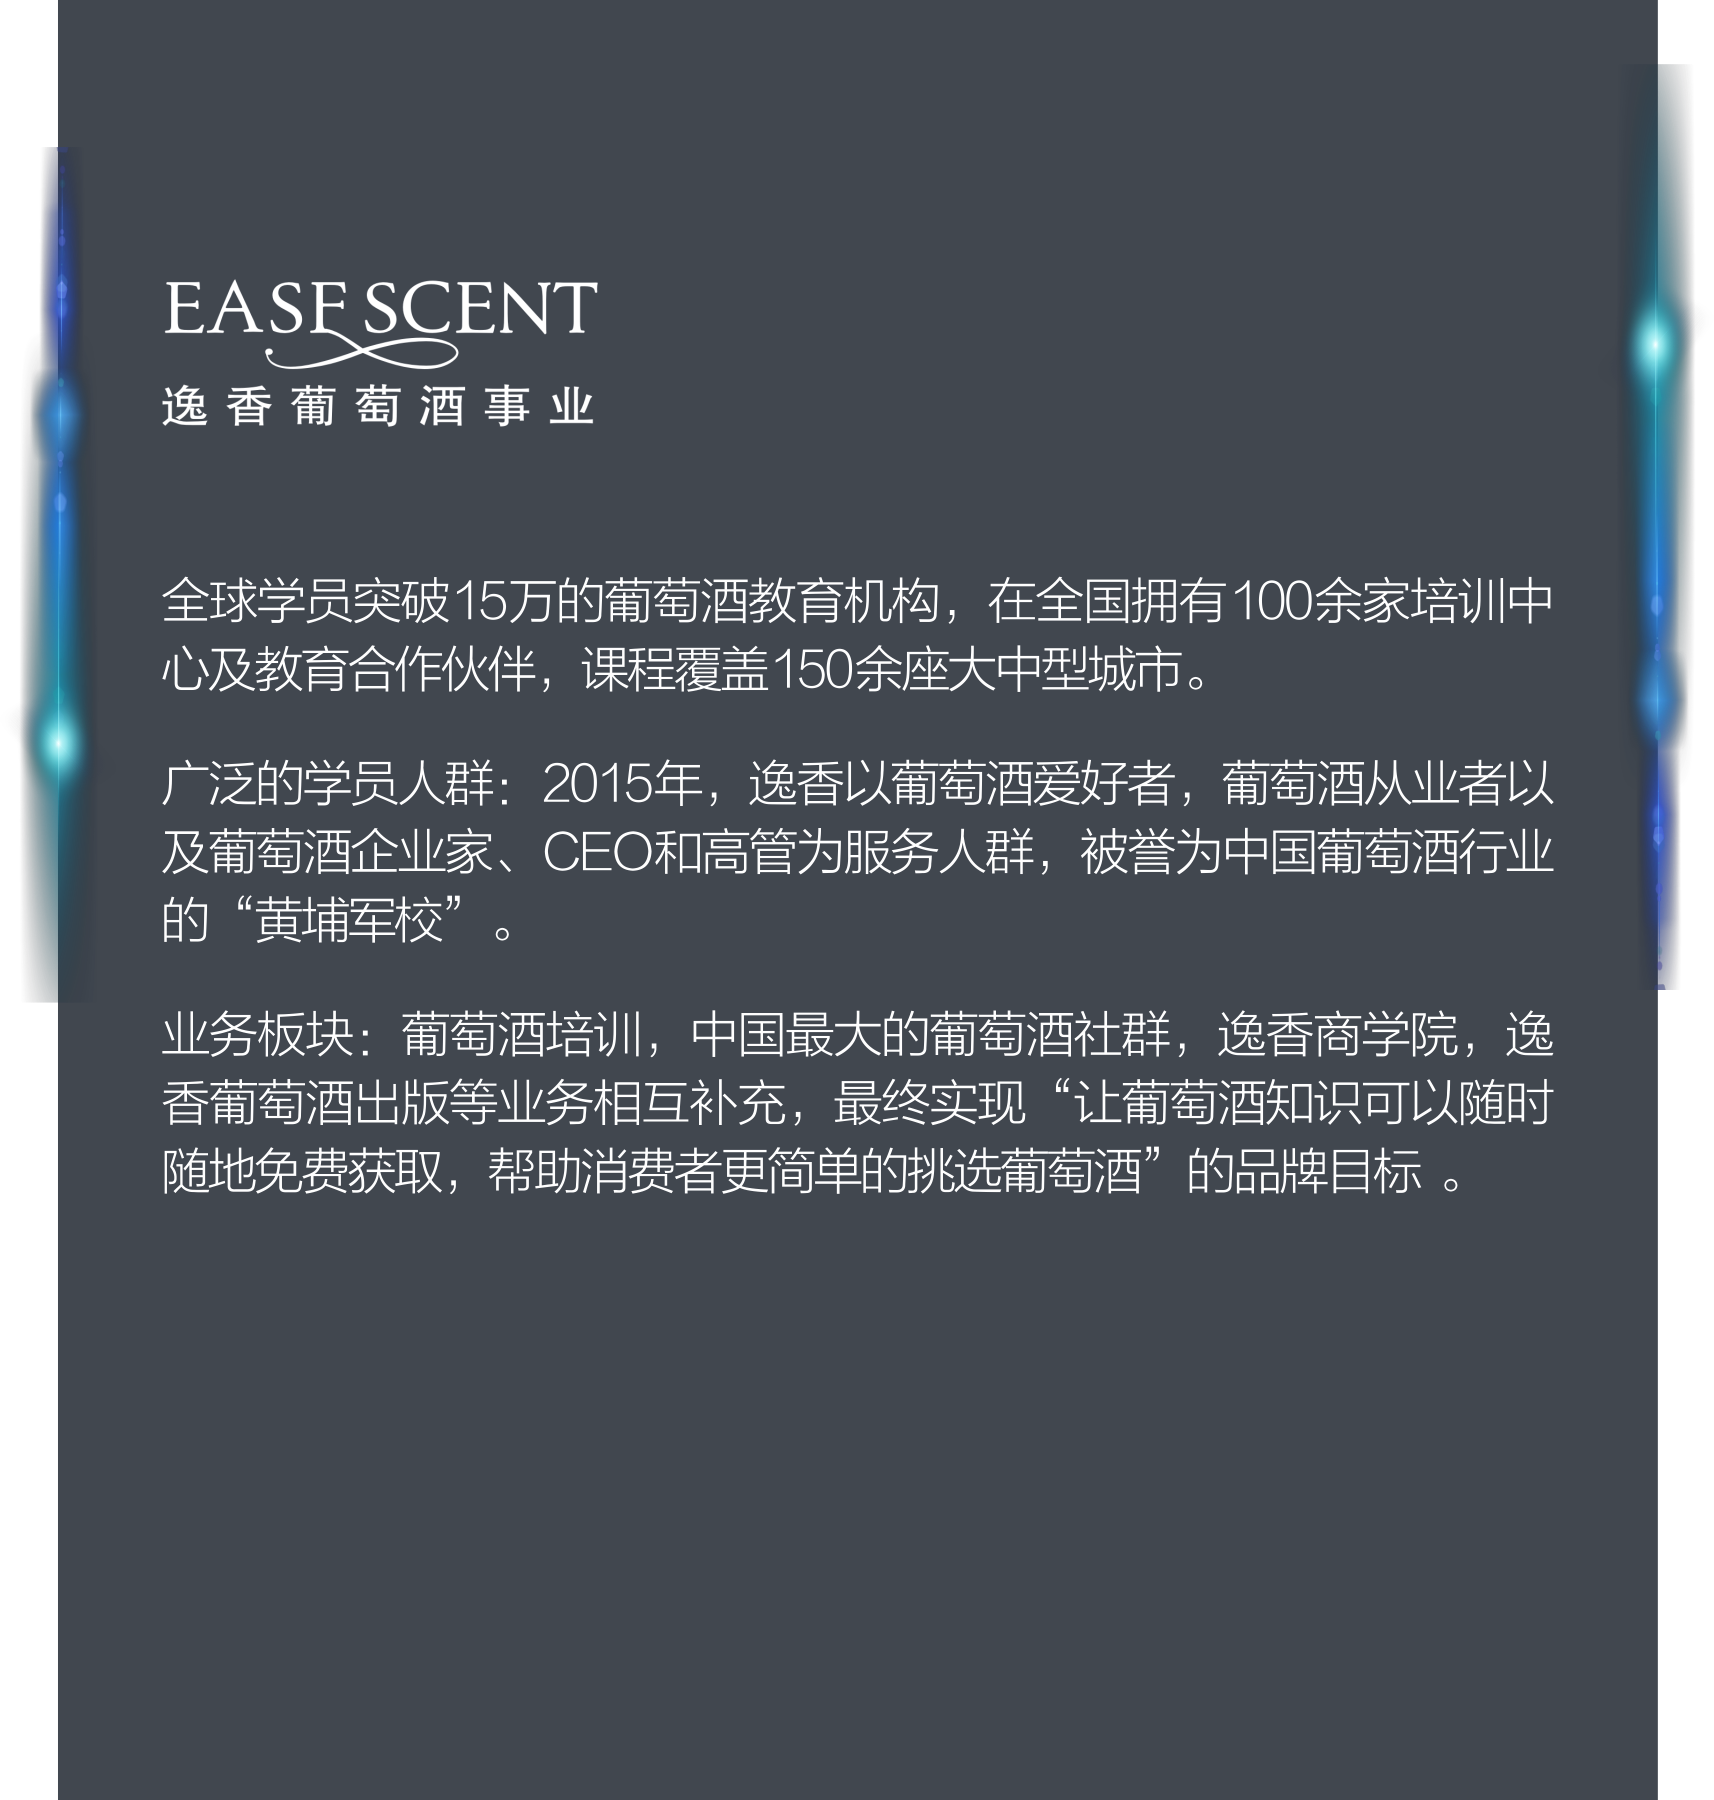 EASE SCENT
逸香葡萄酒事业
全球学员突破15万的葡萄酒教育机构，在全国拥有100余家培训中
心及教育合作伙伴，课程覆盖150余座大中型城市。
广泛的学员人群：2015年，逸香以葡萄酒爱好者，葡萄酒从业者以
及葡萄酒企业家、CEO和高管为服务人群，被誉为中国葡萄酒行业
的“黄埔军校”。
业务板块：葡萄酒培训，中国最大的葡萄酒社群，逸香商学院，逸
香葡萄酒出版等业务相互补充，最终实现“让葡萄酒知识可以随时
随地免费获取，帮助消费者更简单的挑选葡萄酒”的品牌目标 。